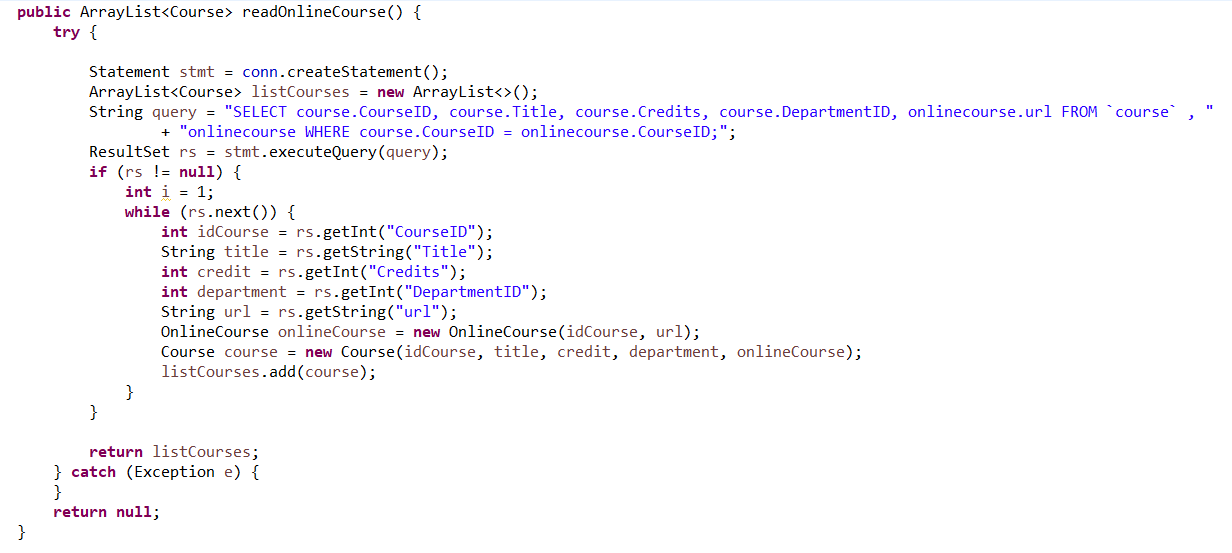 public ArrayList<Course> readOnlineCourse() {
    try {

        Statement stmt = conn.createStatement();
        ArrayList<Course> listCourses = new ArrayList<>();
        String query = "SELECT course.CourseID, course.Title, course.Credits, course.DepartmentID, onlinecourse.url FROM `course` , "
                + "onlinecourse WHERE course.CourseID = onlinecourse.CourseID;";
        ResultSet rs = stmt.executeQuery(query);
        if (rs != null) {
            int i = 1;
            while (rs.next()) {
                int idCourse = rs.getInt("CourseID");
                String title = rs.getString("Title");
                int credit = rs.getInt("Credits");
                int department = rs.getInt("DepartmentID");
                String url = rs.getString("url");
                OnlineCourse onlineCourse = new OnlineCourse(idCourse, url);
                Course course = new Course(idCourse, title, credit, department, onlineCourse);
                listCourses.add(course);
            }
        }

        return listCourses;
    } catch (Exception e) {
    }
    return null;
}